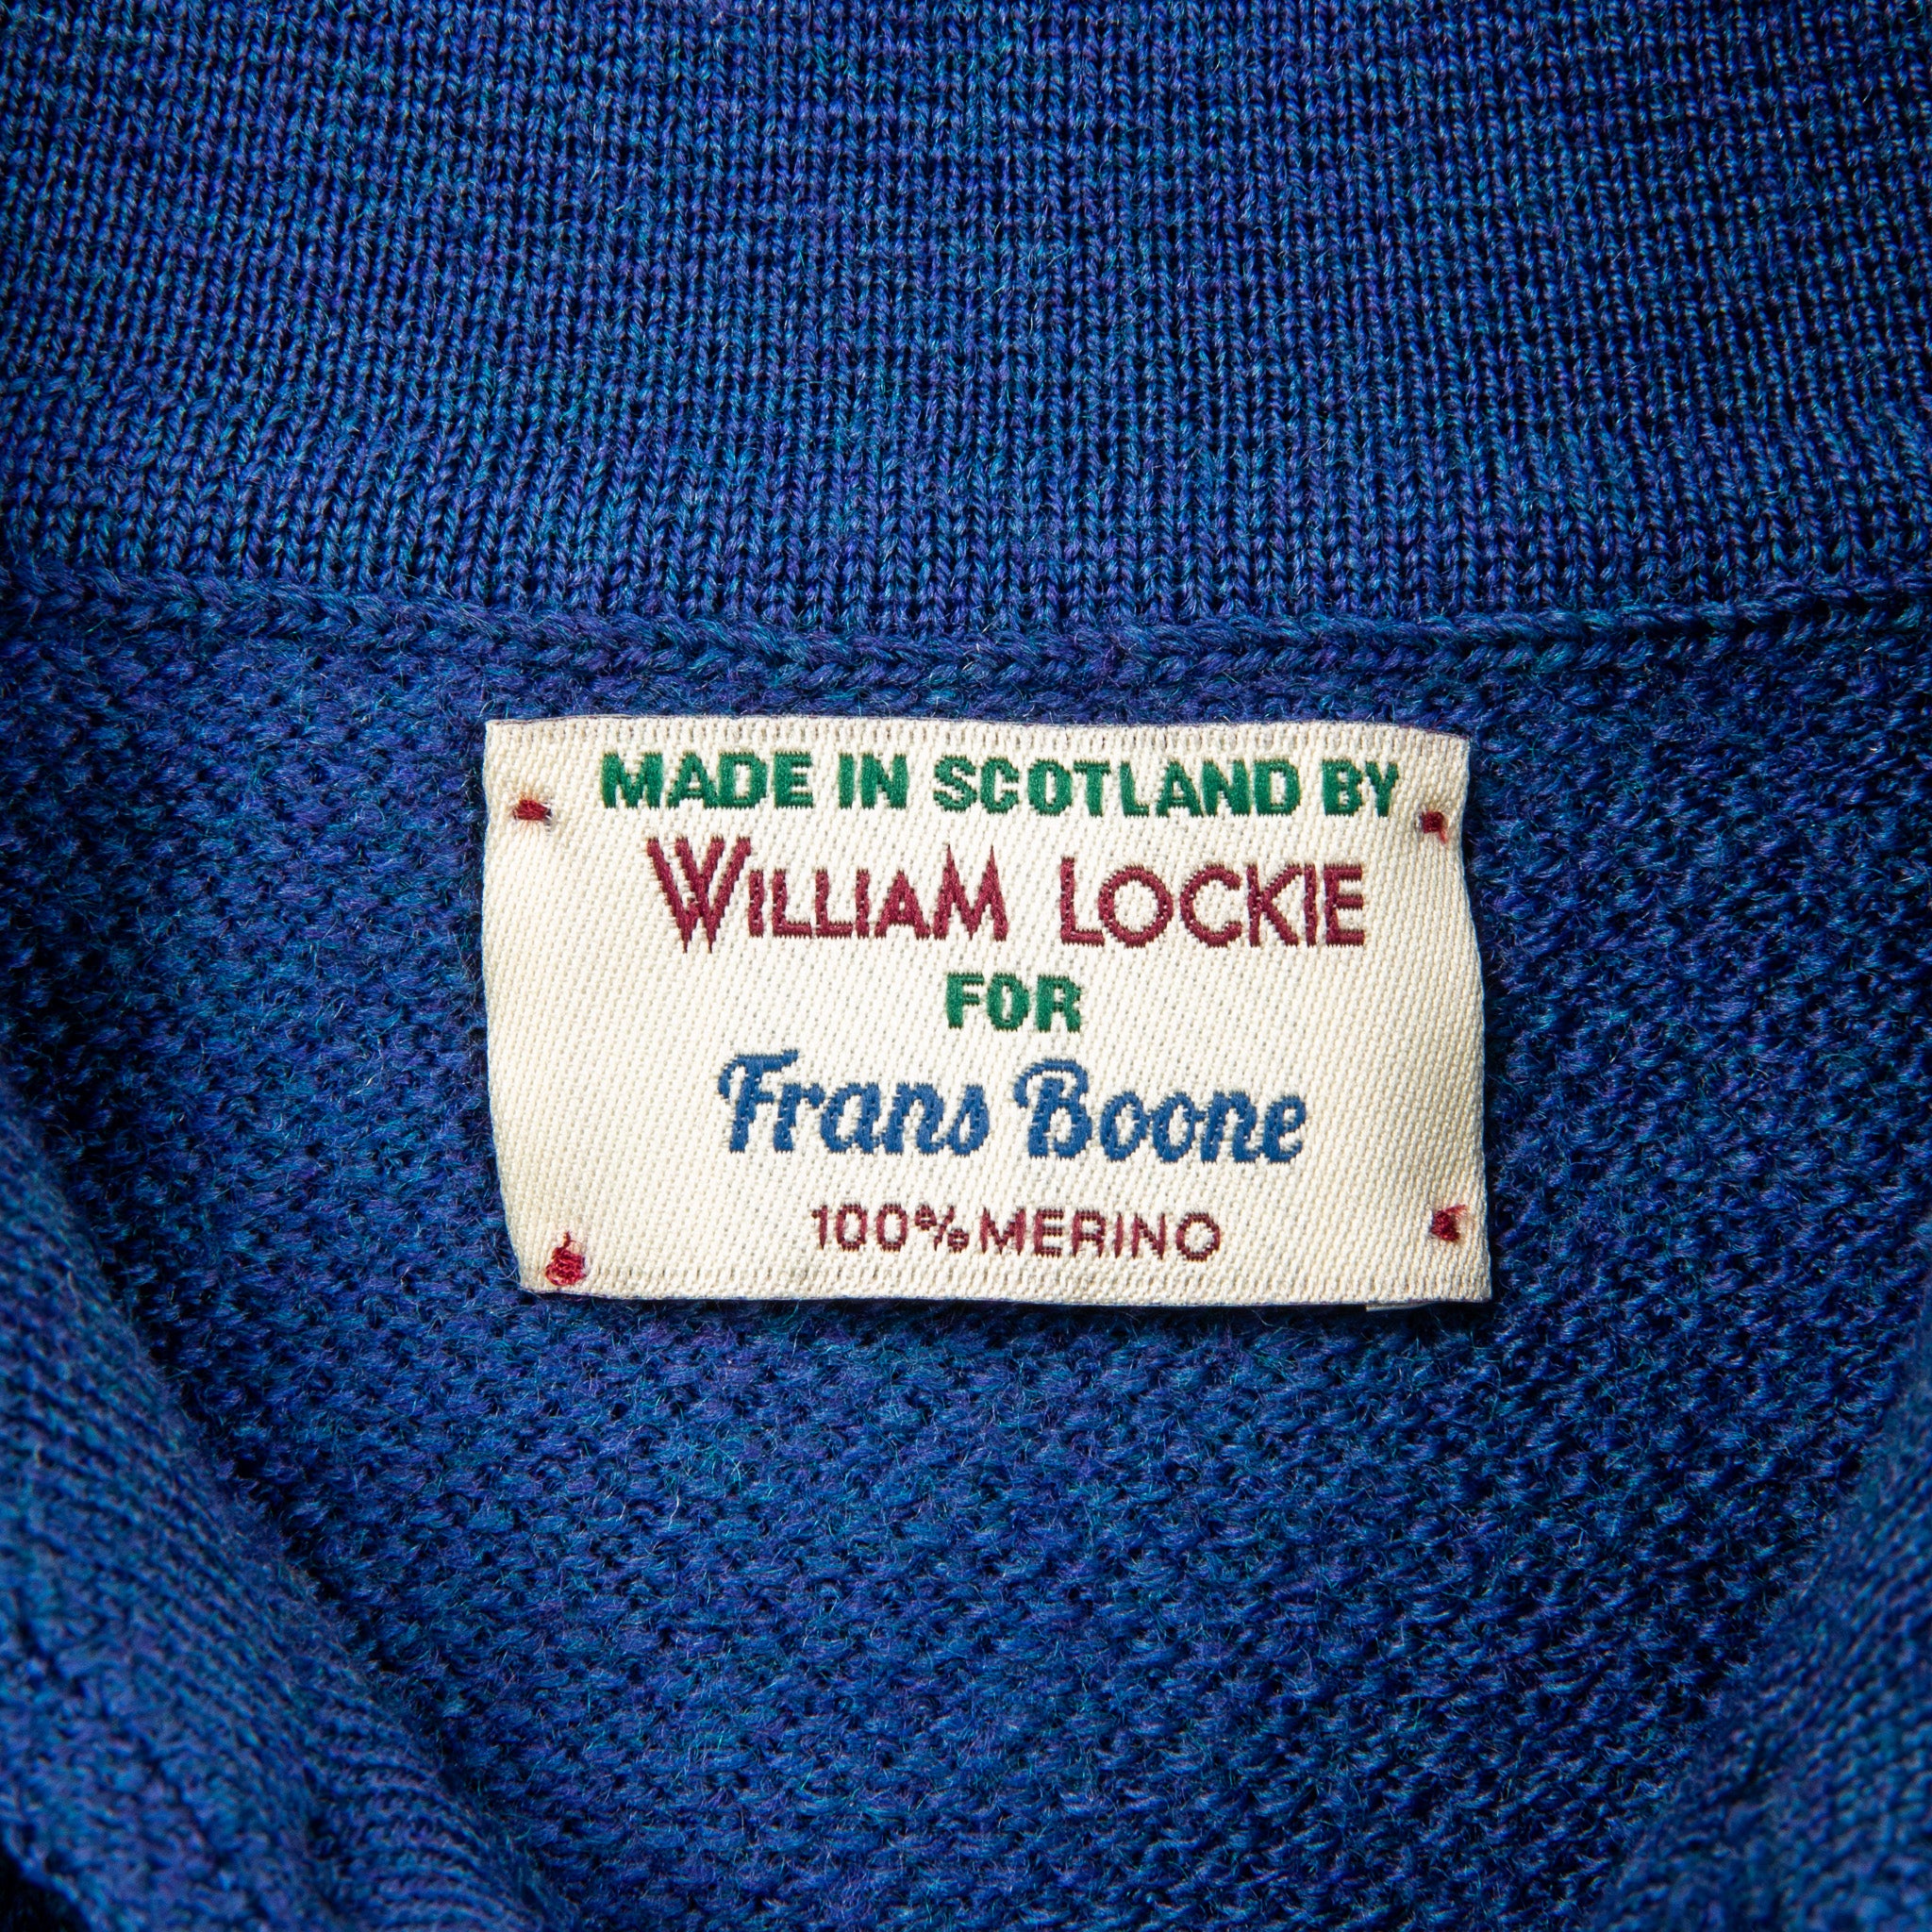 MADE IN SCOTLAND BY
WILLIAM LOCKIE
FOR
Frans Boone
100% MERINO